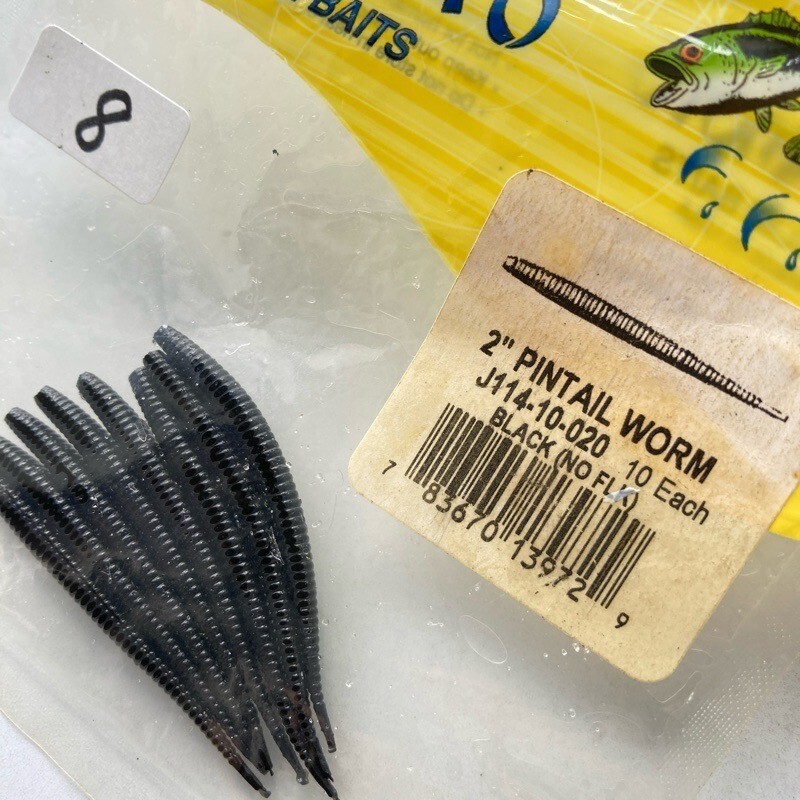 BAITS
8
2" PINTAIL WORM
J114-10-020 10 Each
BLACK (NO FLK)
7 83670 13972 9